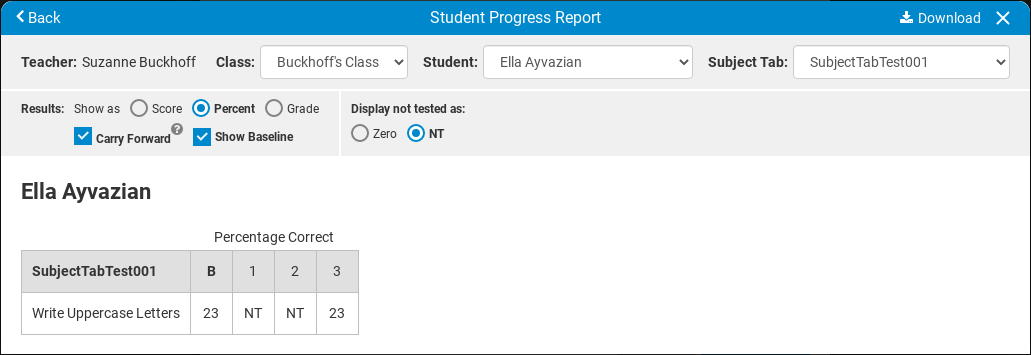 Back Student Progress Report Download
Teacher: Suzanne Buckhoff Class: Buckhoff's Class Student: Ella Ayvazian Subject Tab: SubjectTabTest001
Results: Show as Score Percent Grade Display not tested as:
Carry Forward ? Show Baseline Zero NT
Ella Ayvazian
Percentage Correct
SubjectTabTest001 B 1 2 3
Write Uppercase Letters 23 NT NT 23